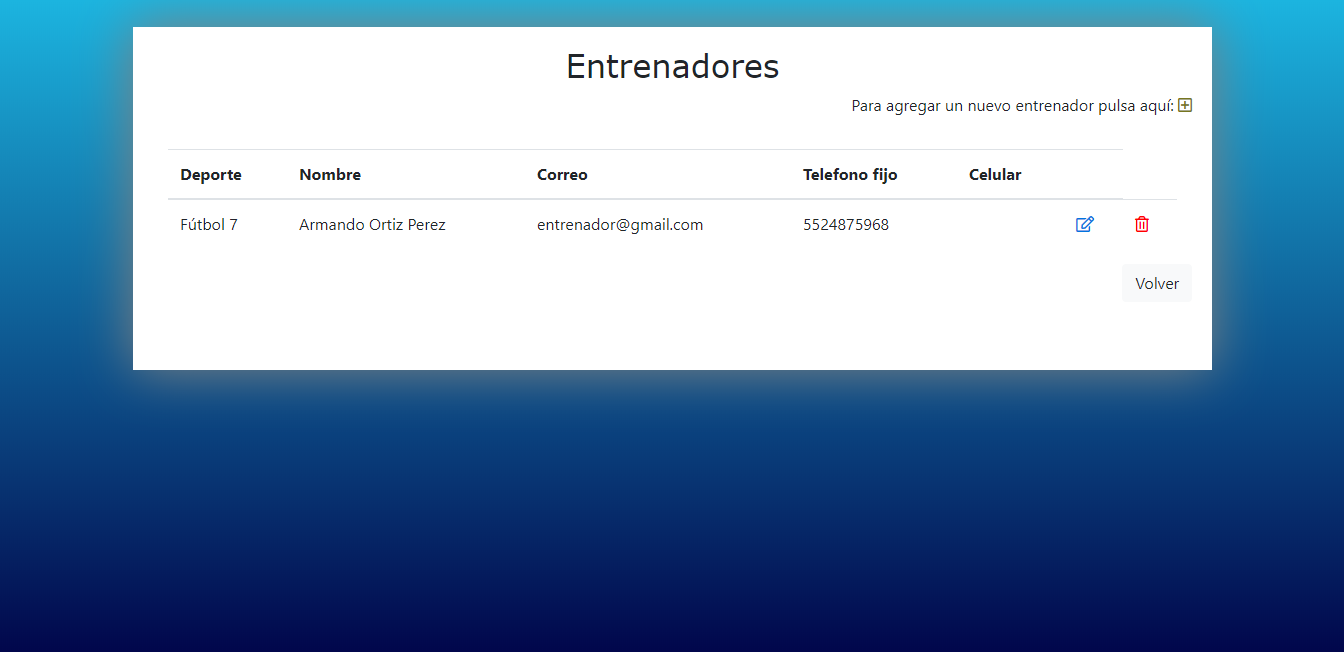 Entrenadores
Para agregar un nuevo entrenador pulsa aquí:
Deporte Nombre Correo Telefono fijo Celular
Fútbol 7 Armando Ortiz Perez entrenador@gmail.com 5524875968
Volver